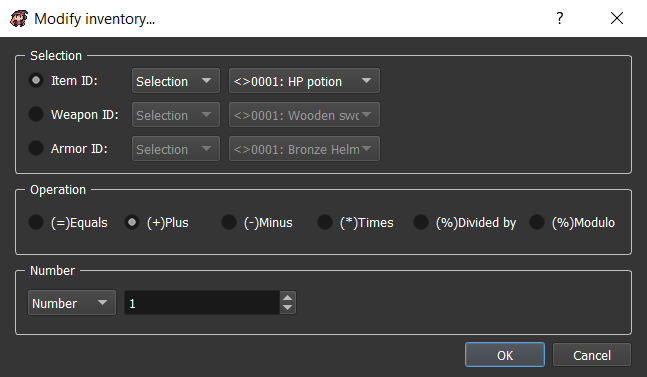 Modify inventory...
?
Selection
Item ID: Selection <>0001: HP potion
Weapon ID: Selection <>0001: Wooden swo
Armor ID: Selection <>0001: Bronze Helm
Operation
(=)Equals (+)Plus (-)Minus (*)Times (%)Divided by (%)Modulo
Number
Number 1
OK Cancel